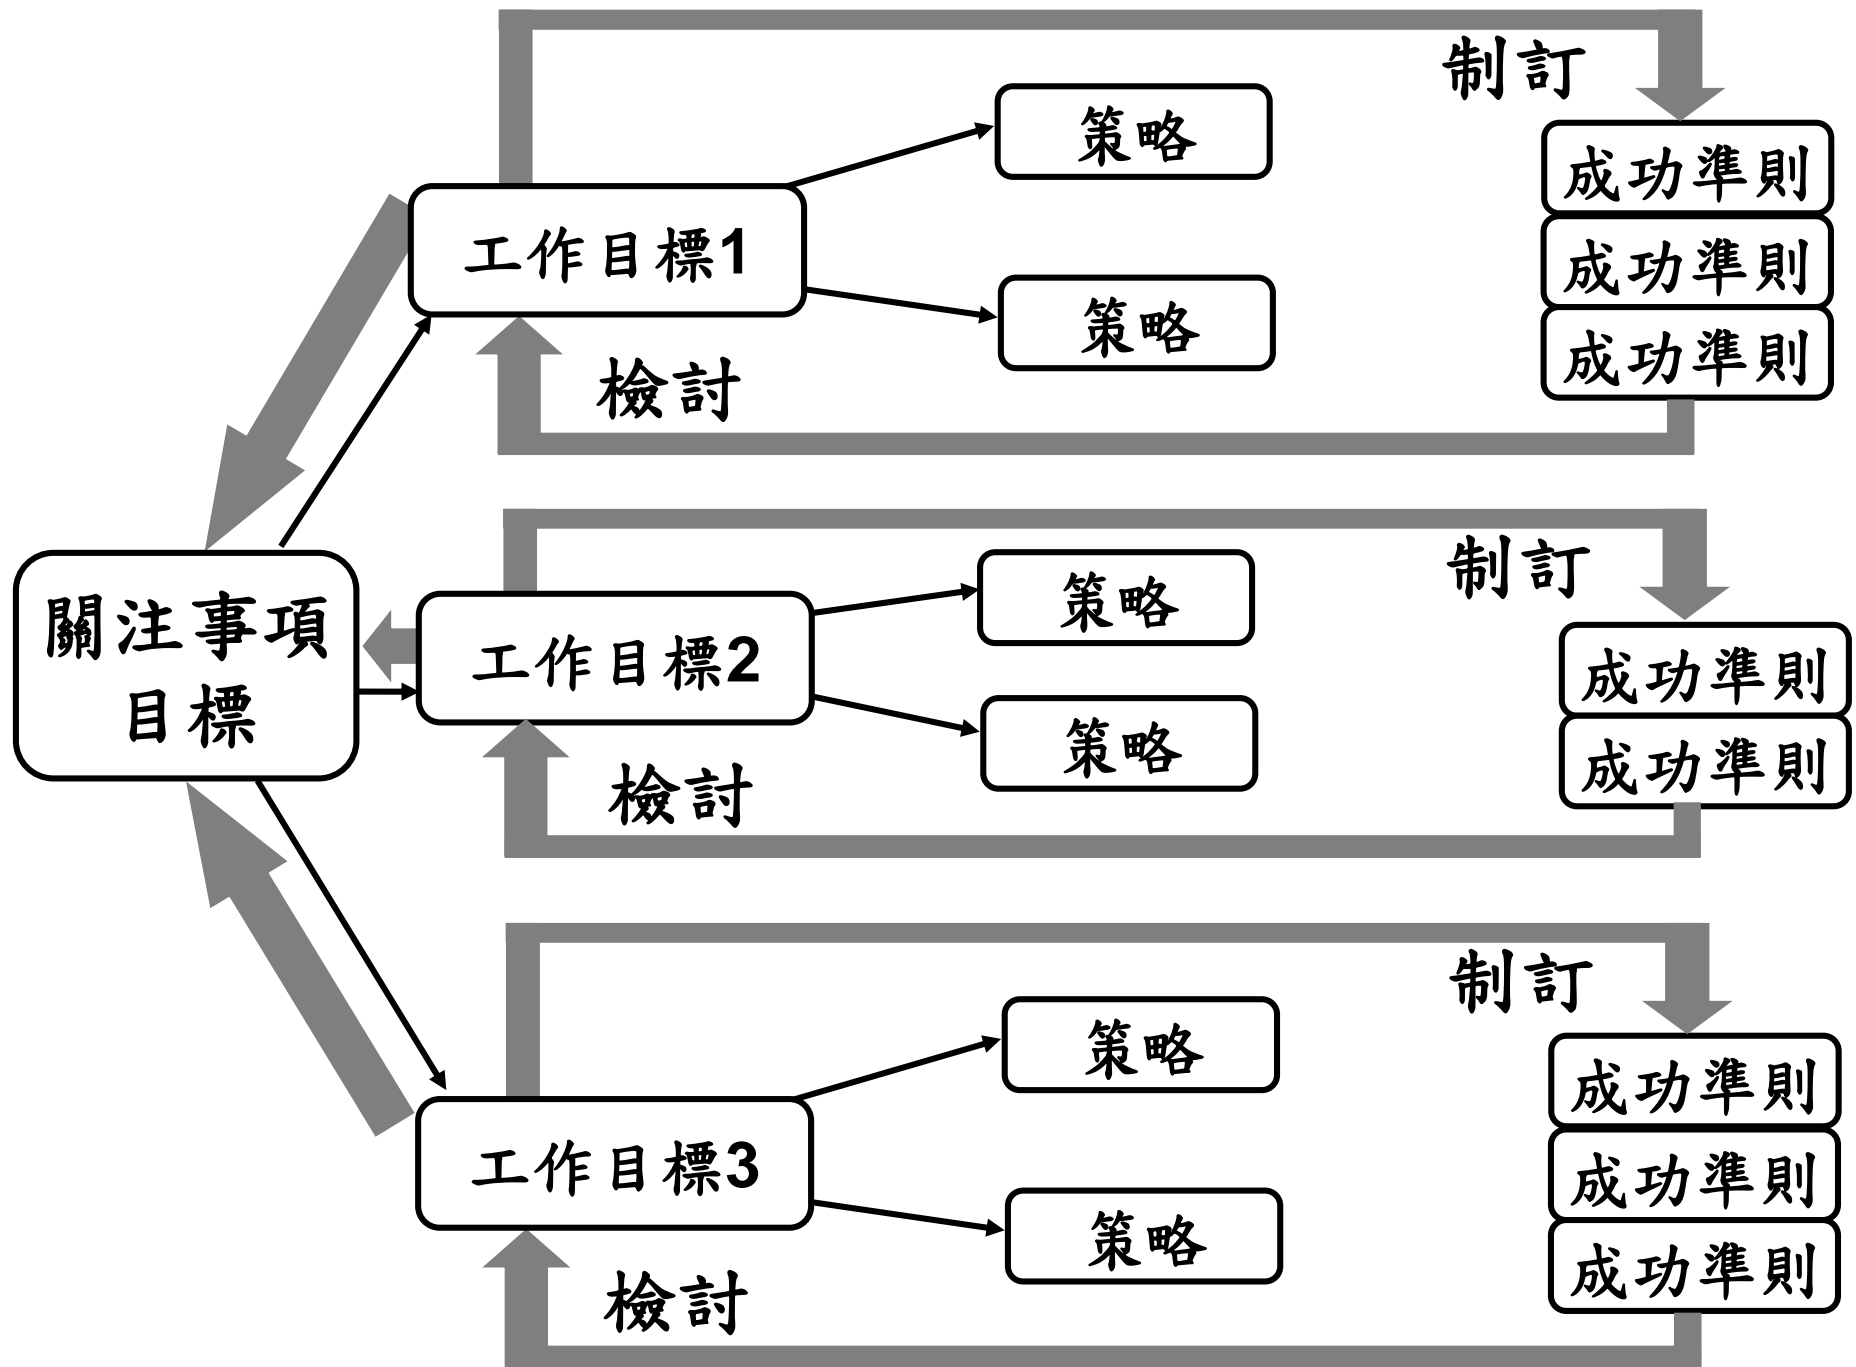 制訂
策略
成功準則
工作目標1
成功準則
策略
成功準則
檢討
制訂
策略
關注事項
目標
工作目標2
成功準則
策略
成功準則
檢討
制訂
策略
成功準則
工作目標3
成功準則
策略
成功準則
檢討